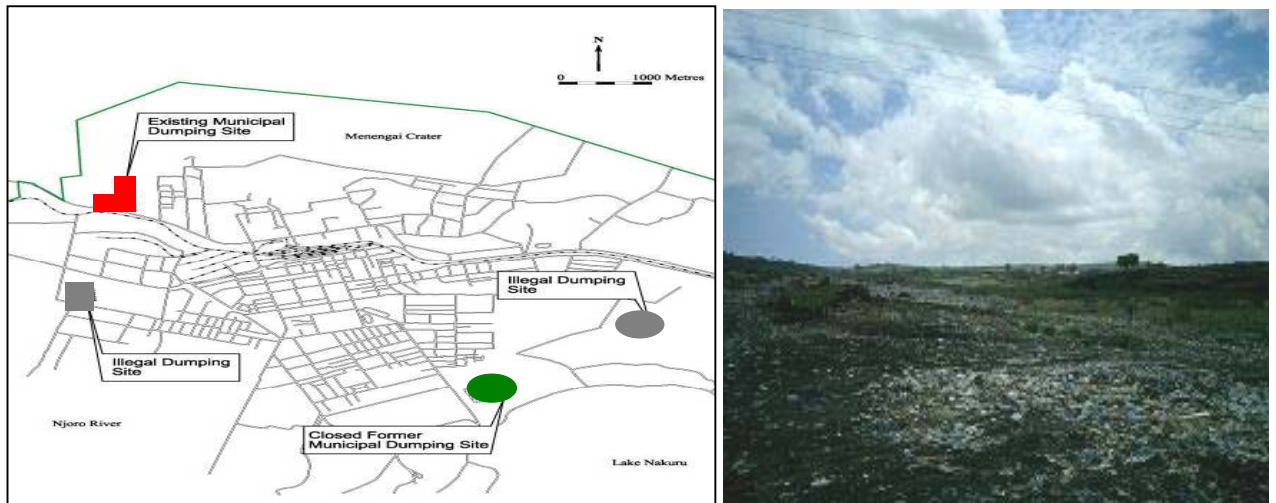 N
0 1000 Metres
Existing Municipal
Dumping Site
Menengai Crater
Illegal Dumping
Site
Illegal Dumping
Site
Njoro River
Closed Former
Municipal Dumping Site
Lake Nakuru